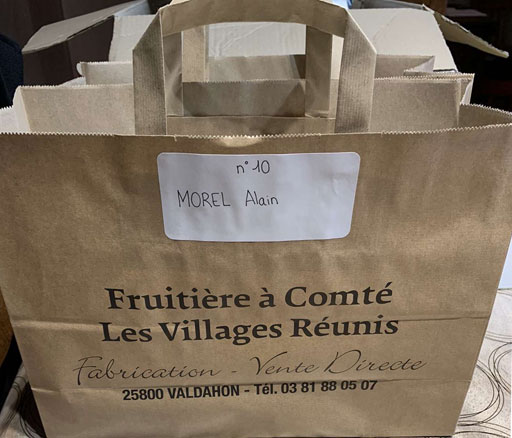 n°10
MOREL Alain
Fruitière à Comté
Les Villages Réunis
Fabrication - Vente Directe
25800 VALDAHON - Tél. 03 81 88 05 07